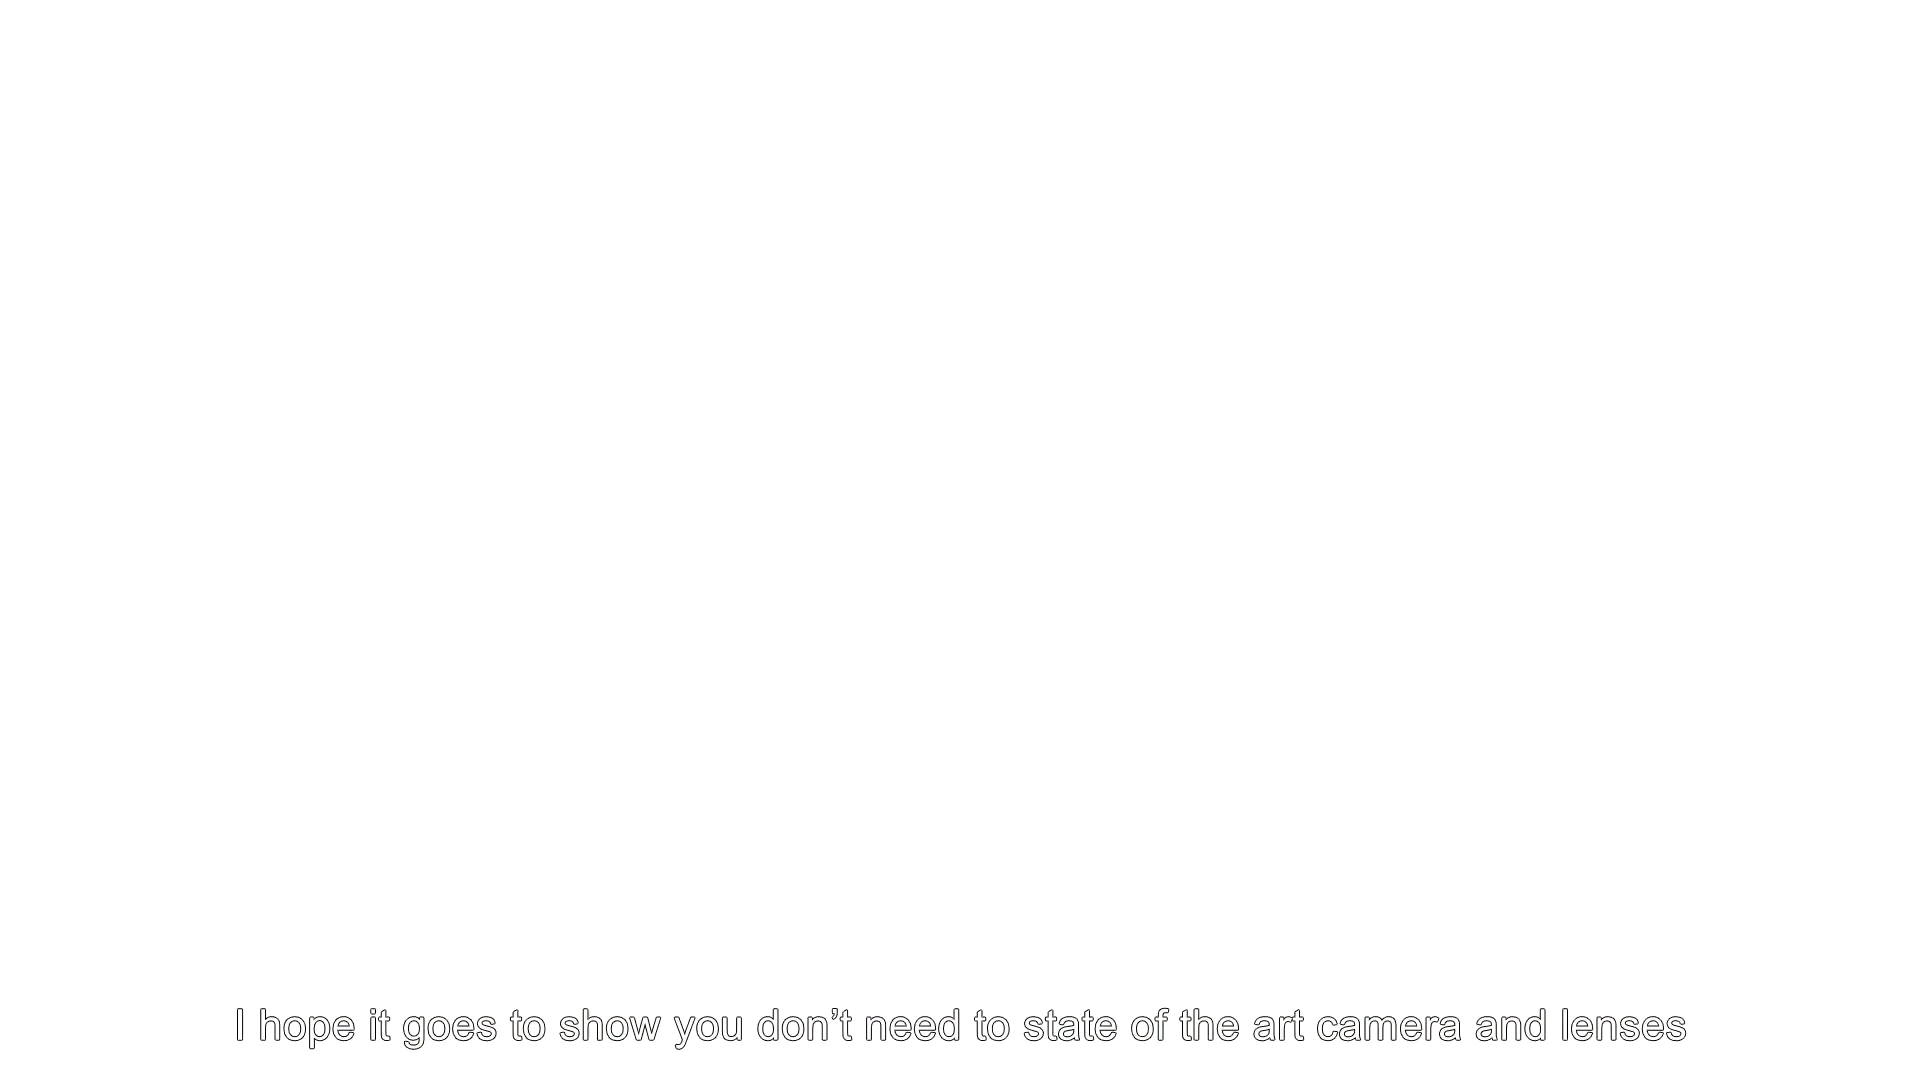 I hope it goes to show you don’t need to state of the art camera and lenses